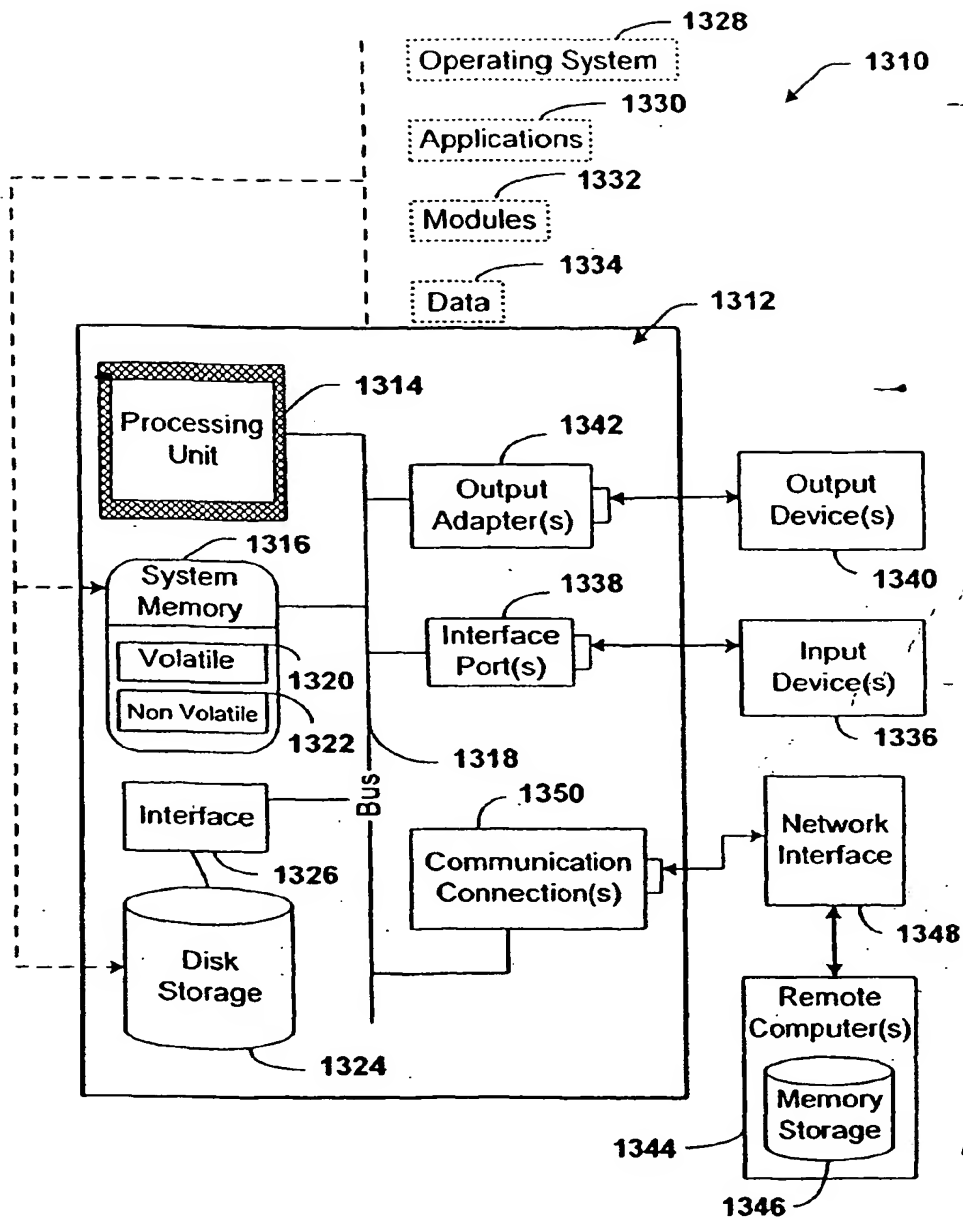 1328
Operating System
1310
1330
Applications
1332
Modules
1334
Data
1312
1314
Processing
Unit
1342
Output
Adapter(s)
Output
Device(s)
1340
1316
System
Memory
Volatile
1320
Non Volatile
1322
1338
Interface
Port(s)
Input
Device(s)
1336
1318
Bus
Interface
1326
1350
Communication
Connection(s)
Network
Interface
1348
Disk
Storage
1324
Remote
Computer(s)
Memory
Storage
1344
1346